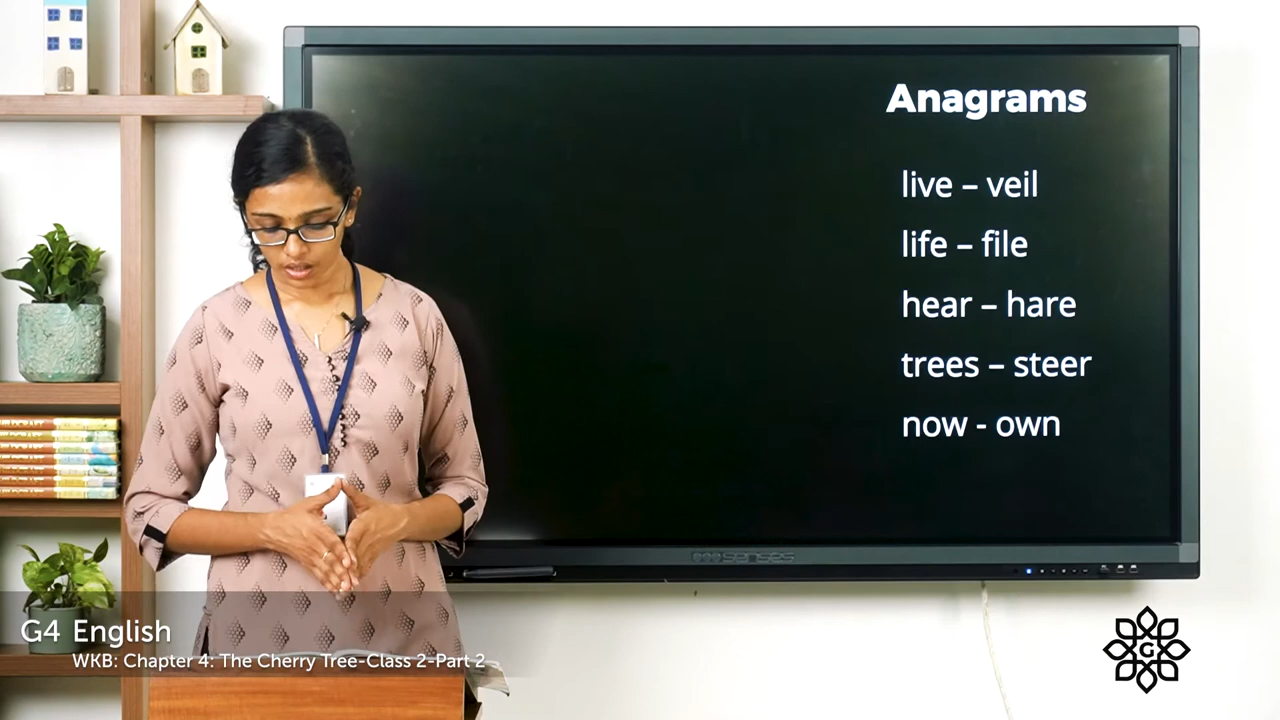 Anagrams
live – veil
life – file
hear – hare
trees – steer
now - own
G4 English
WKB: Chapter 4: The Cherry Tree-Class 2-Part 2
G